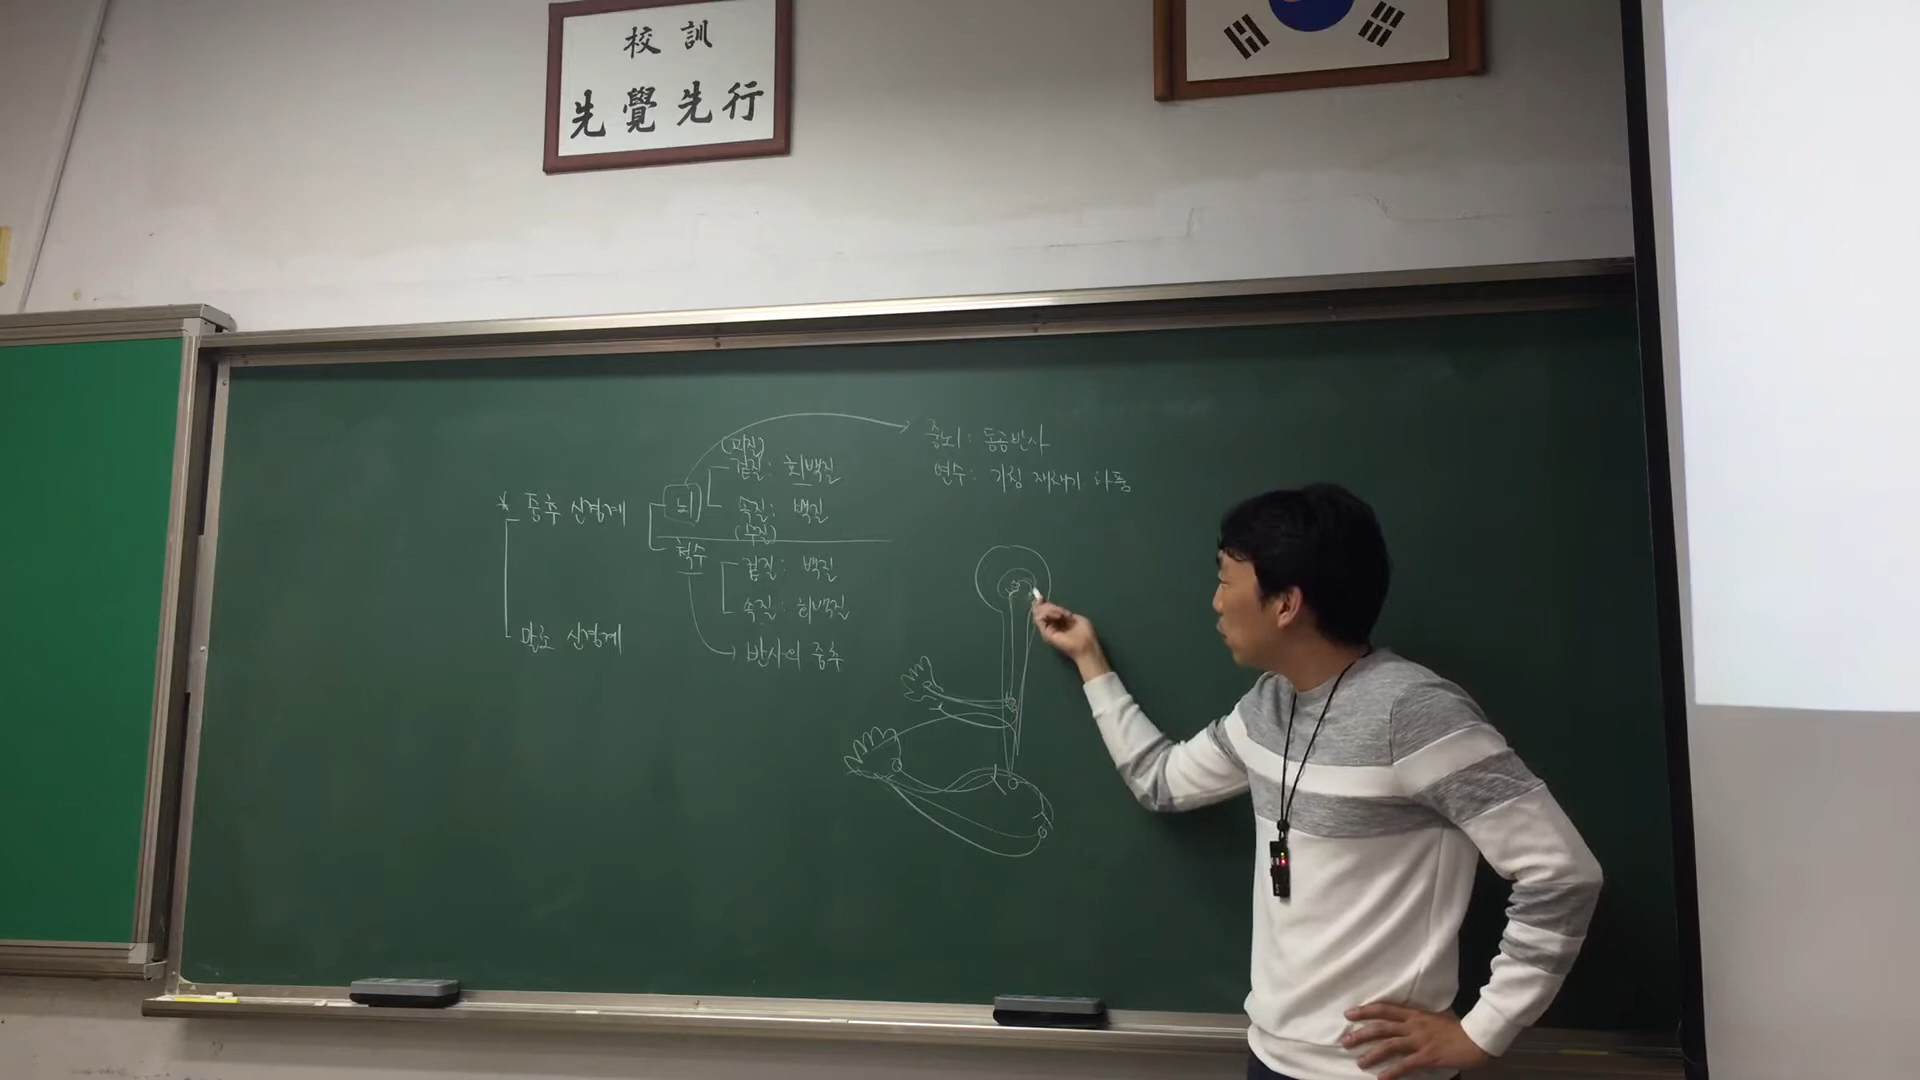 校訓
先覺先行
* 중추 신경계
말초 신경계
뇌
(피질)
겉질: 회백질
속질: 백질
(수질)
척수
겉질: 백질
속질: 회백질
반사의 중추
중뇌: 동공반사
연수: 기침 재채기 하품